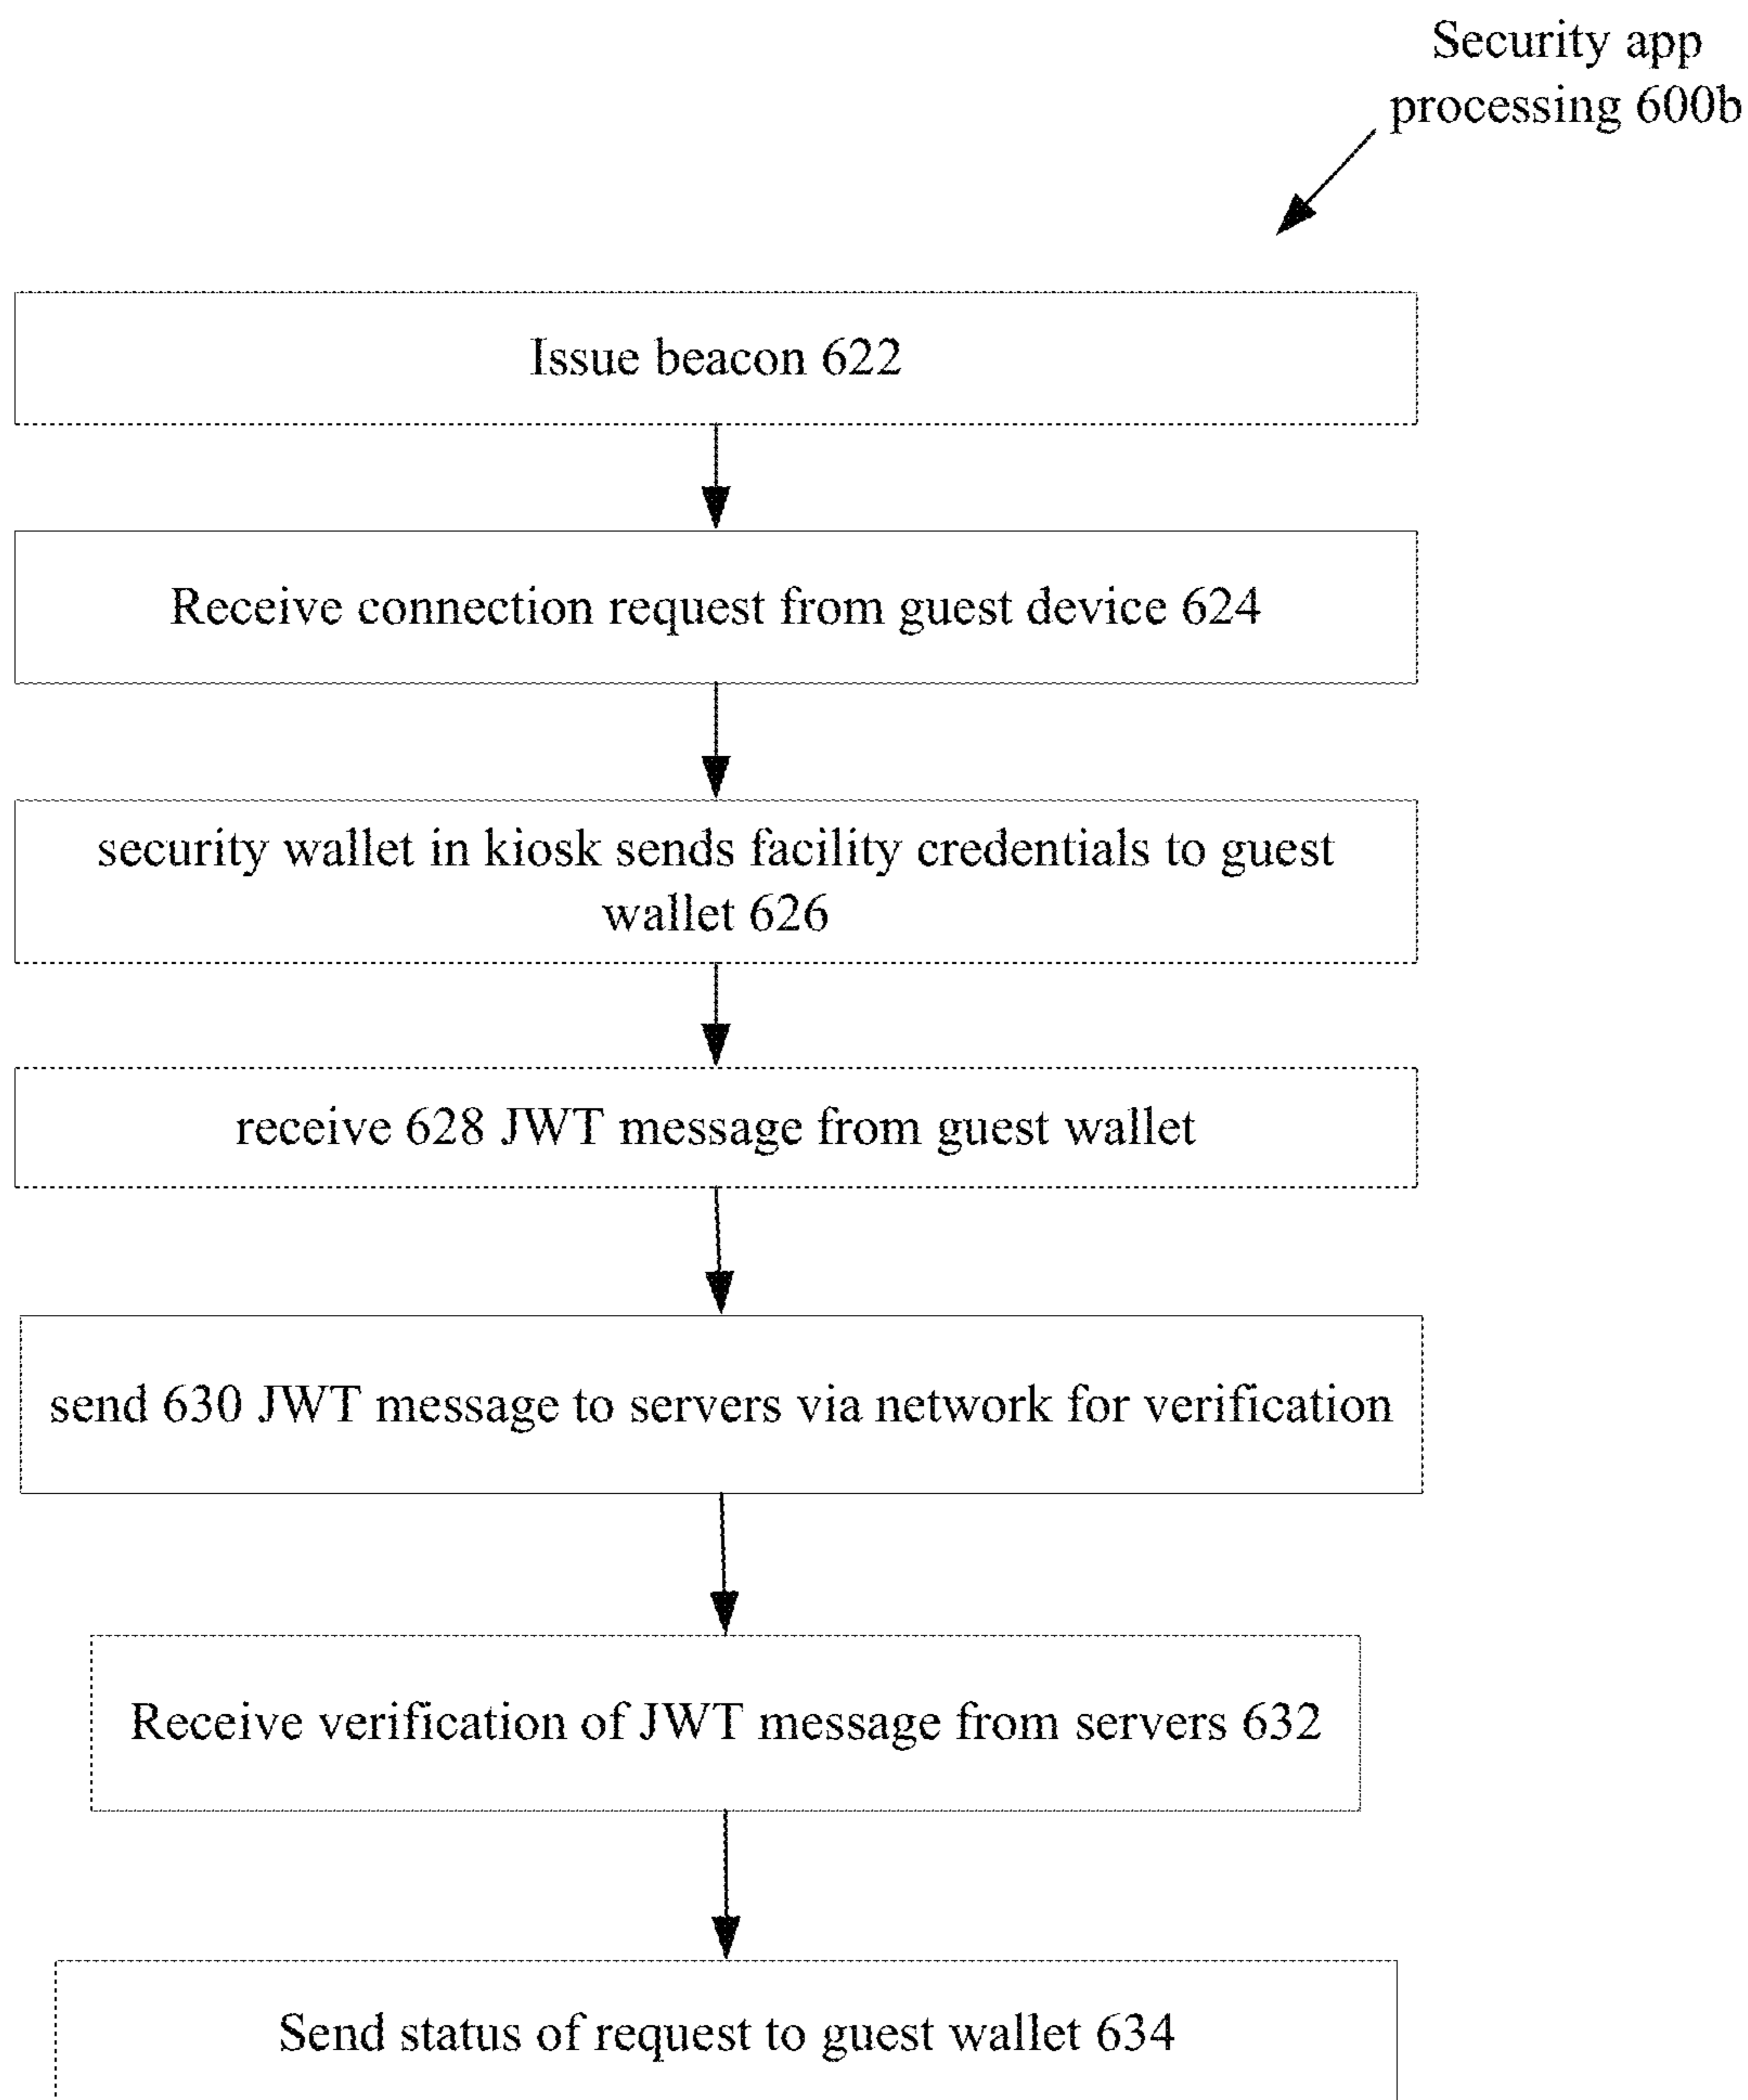 Security app
processing 600b
Issue beacon 622
Receive connection request from guest device 624
security wallet in kiosk sends facility credentials to guest
wallet 626
receive 628 JWT message from guest wallet
send 630 JWT message to servers via network for verification
Receive verification of JWT message from servers 632
Send status of request to guest wallet 634